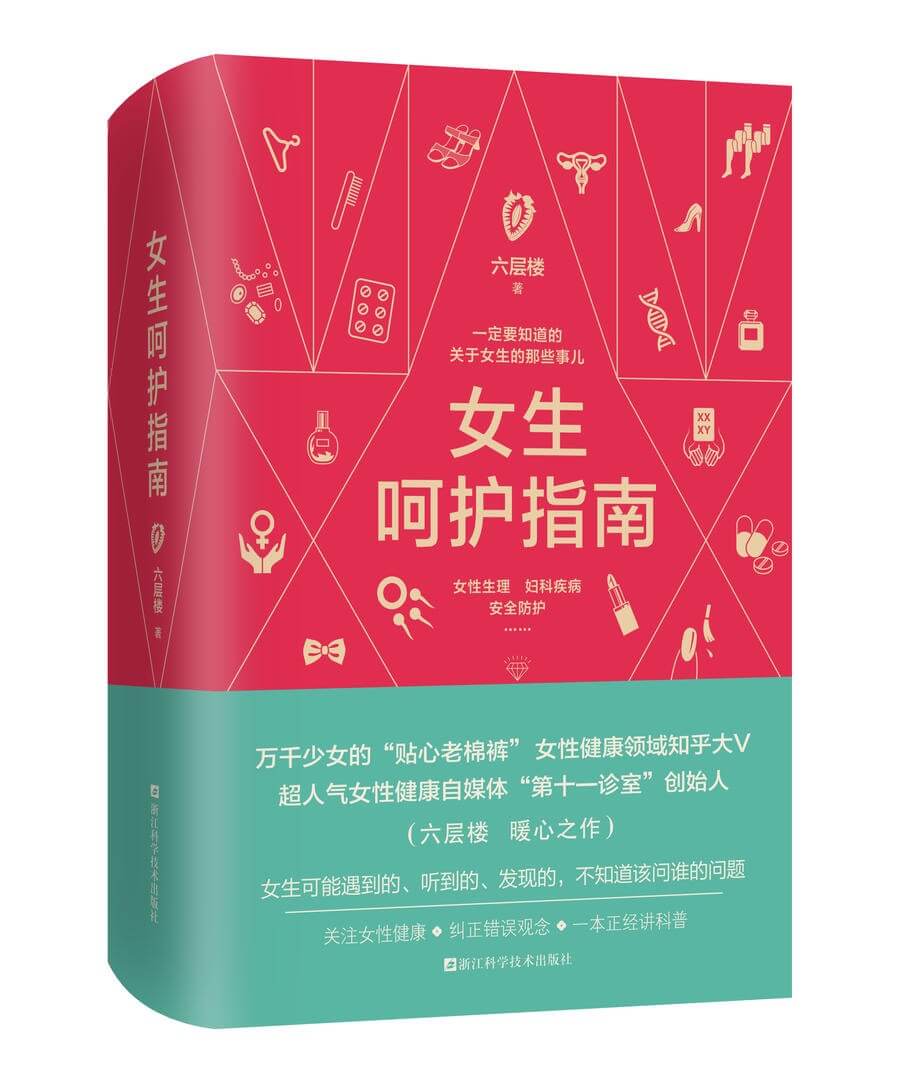 女生呵护指南
六层楼 著
浙江科学技术出版社
六层楼
著
一定要知道的
关于女生的那些事儿
女生
呵护指南
女性生理 妇科疾病
安全防护
……
XX
XY
万千少女的“贴心老棉裤” 女性健康领域知乎大V
超人气女性健康自媒体“第十一诊室”创始人
(六层楼 暖心之作)
女生可能遇到的、听到的、发现的，不知道该问谁的问题
关注女性健康 ◆ 纠正错误观念 ◆ 一本正经讲科普
浙江科学技术出版社